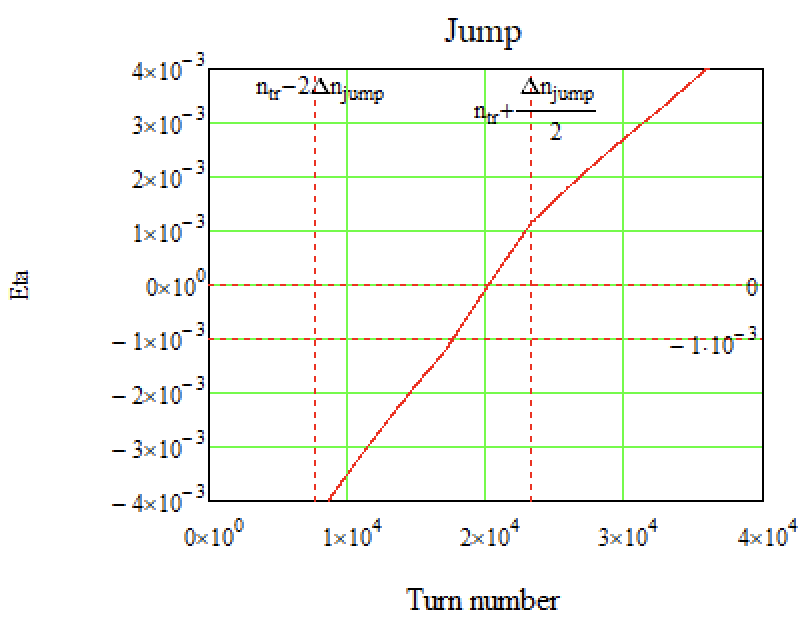 Jump
4×10⁻³
3×10⁻³
2×10⁻³
1×10⁻³
0×10⁰
−1×10⁻³
−2×10⁻³
−3×10⁻³
−4×10⁻³
Eta
n_tr−2Δn_jump
n_tr+Δn_jump/2
0
−1·10⁻³
0×10⁰ 1×10⁴ 2×10⁴ 3×10⁴ 4×10⁴
Turn number